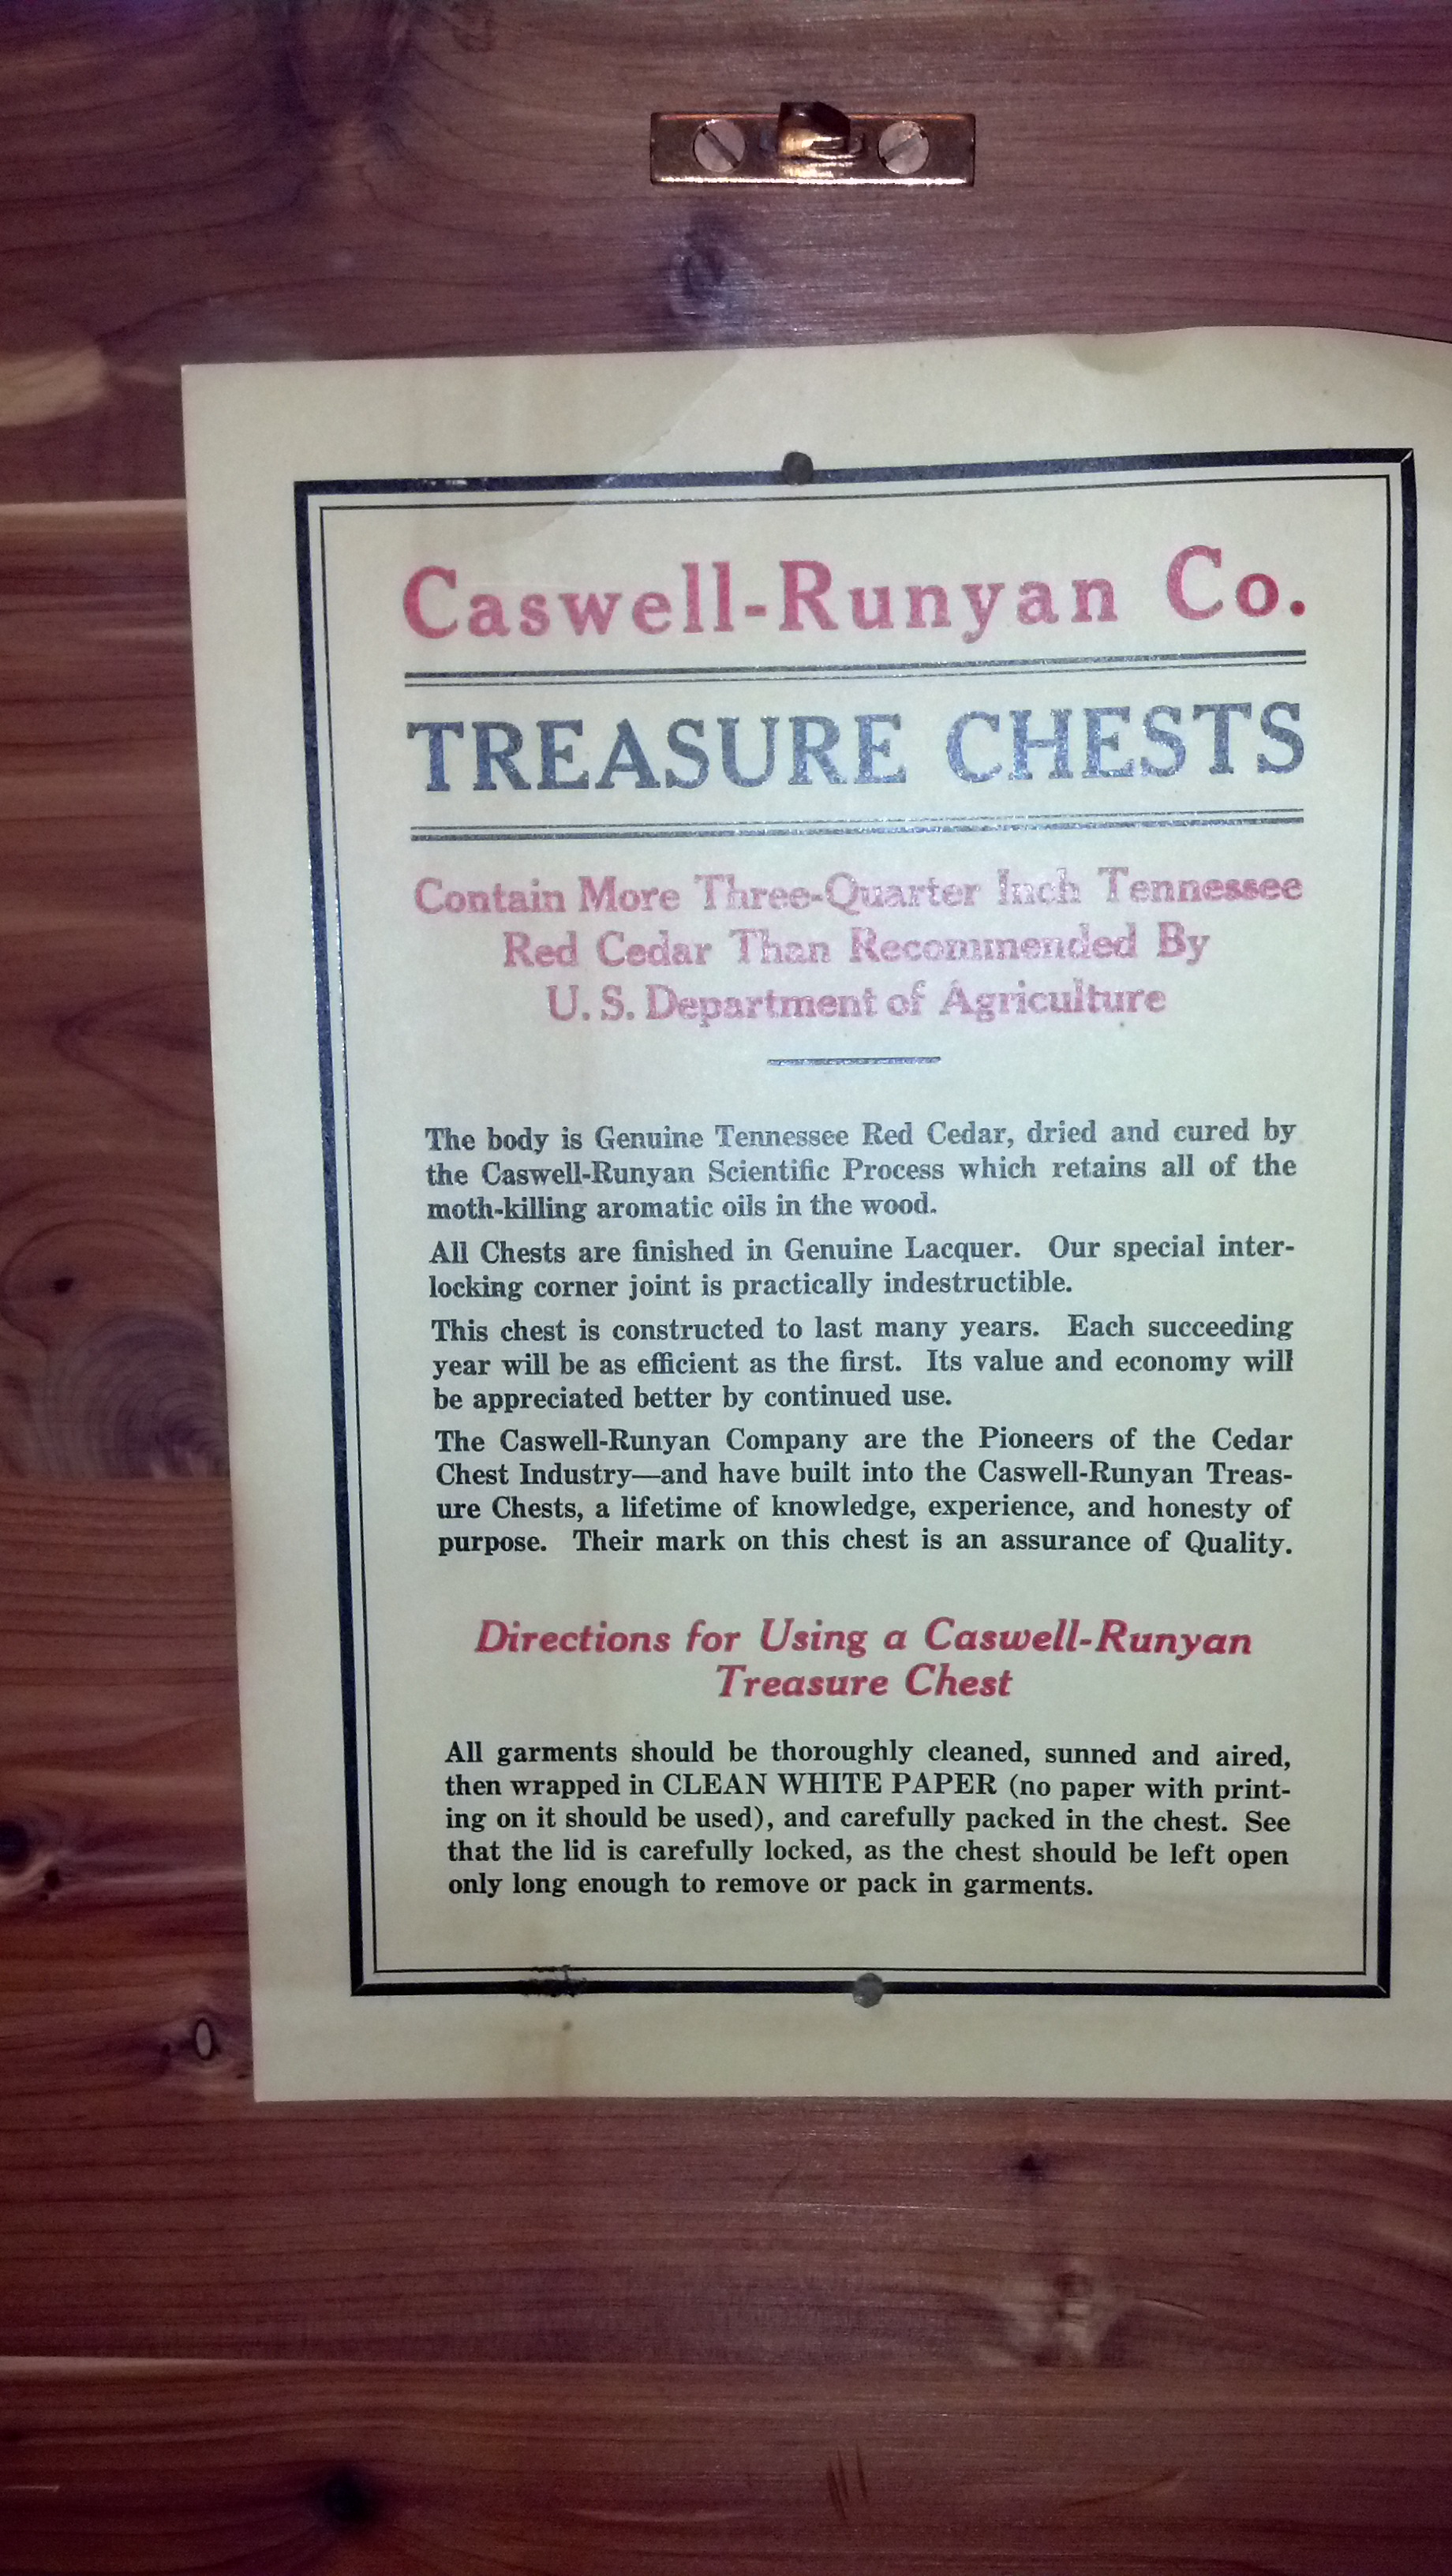 Caswell-Runyan Co.
TREASURE CHESTS
Contain More Three-Quarter Inch Tennessee
Red Cedar Than Recommended By
U. S. Department of Agriculture
The body is Genuine Tennessee Red Cedar, dried and cured by
the Caswell-Runyan Scientific Process which retains all of the
moth-killing aromatic oils in the wood.
All Chests are finished in Genuine Lacquer. Our special inter-
locking corner joint is practically indestructible.
This chest is constructed to last many years. Each succeeding
year will be as efficient as the first. Its value and economy will
be appreciated better by continued use.
The Caswell-Runyan Company are the Pioneers of the Cedar
Chest Industry—and have built into the Caswell-Runyan Treas-
ure Chests, a lifetime of knowledge, experience, and honesty of
purpose. Their mark on this chest is an assurance of Quality.
Directions for Using a Caswell-Runyan
Treasure Chest
All garments should be thoroughly cleaned, sunned and aired,
then wrapped in CLEAN WHITE PAPER (no paper with print-
ing on it should be used), and carefully packed in the chest. See
that the lid is carefully locked, as the chest should be left open
only long enough to remove or pack in garments.